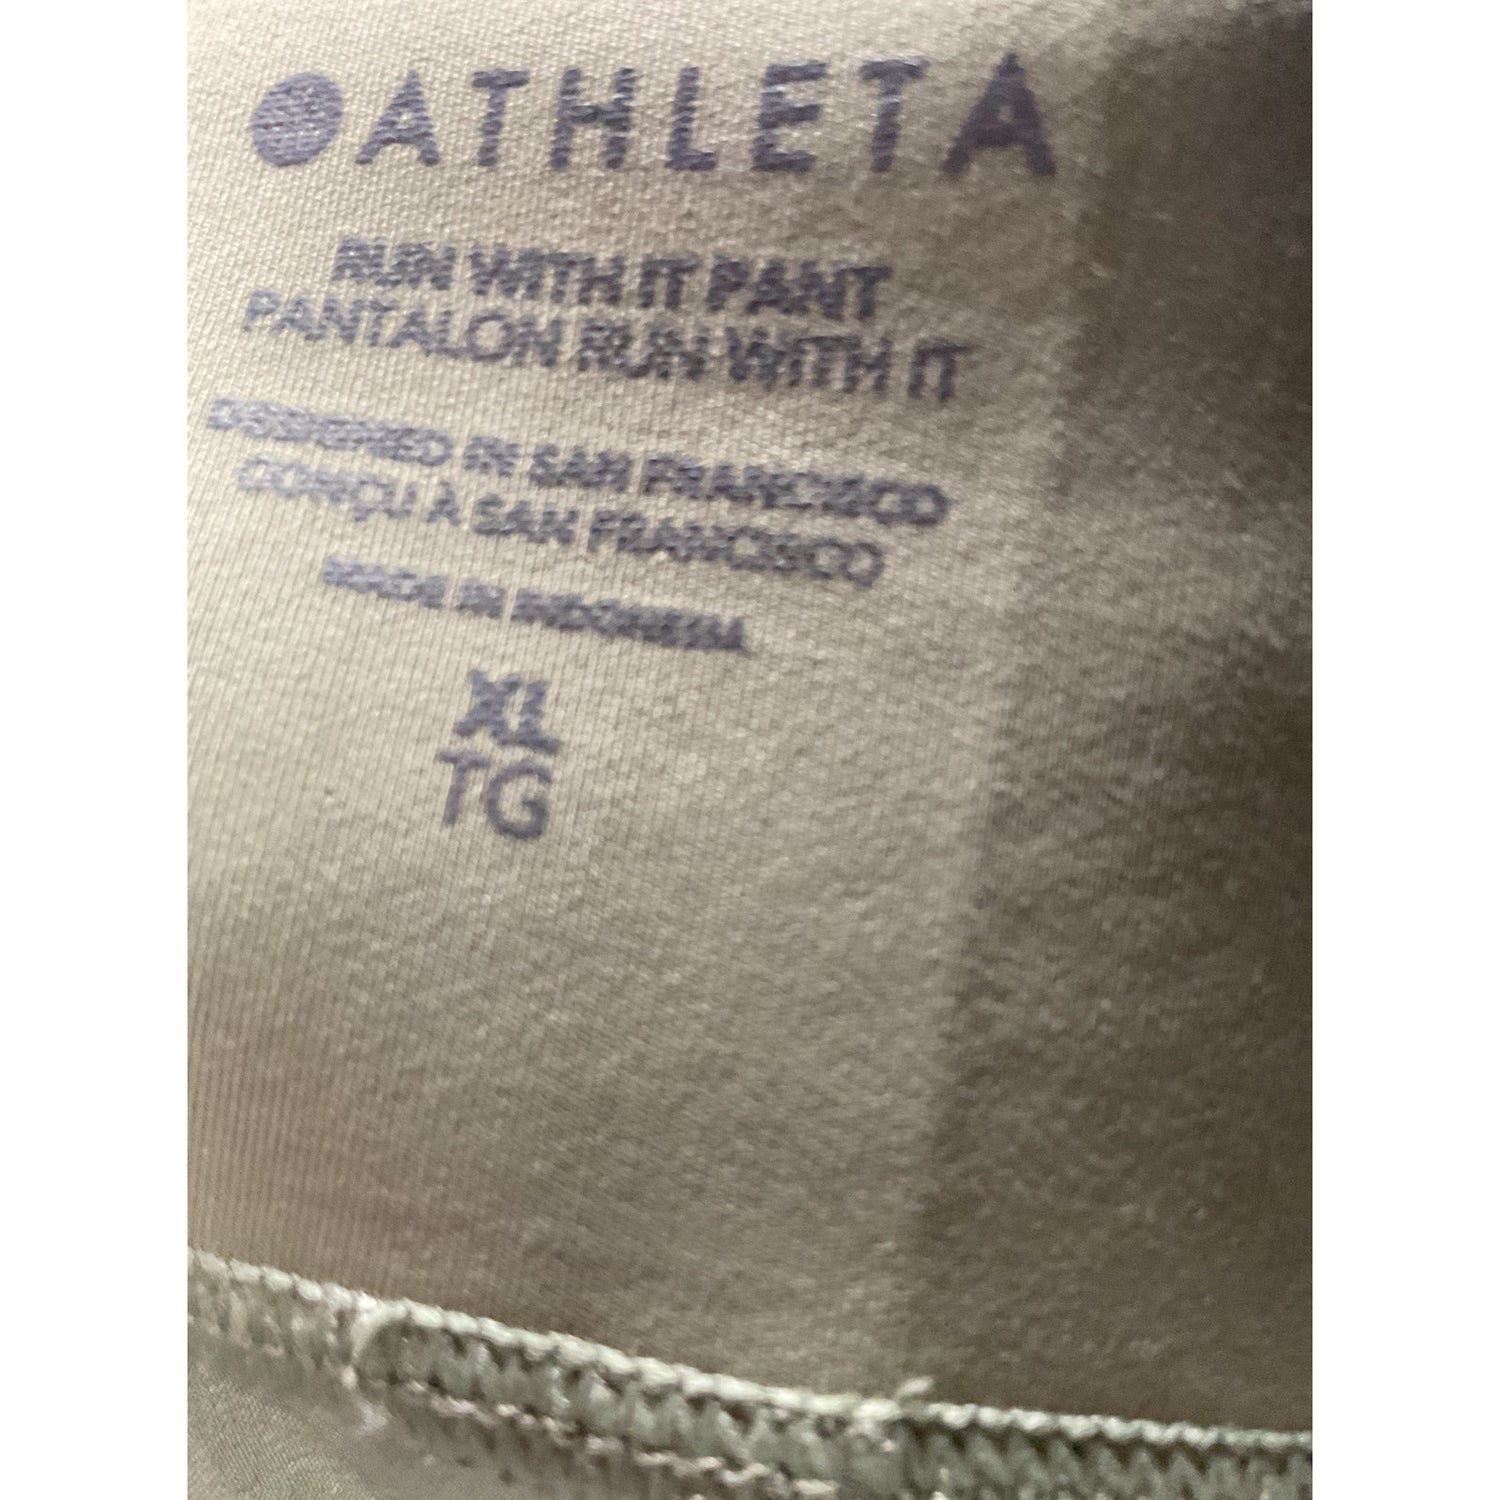 ATHLETA
RUN WITH IT PANT
PANTALON RUN WITH IT
DESIGNED IN SAN FRANCISCO
CONÇU À SAN FRANCISCO
MADE IN INDONESIA
XL
TG